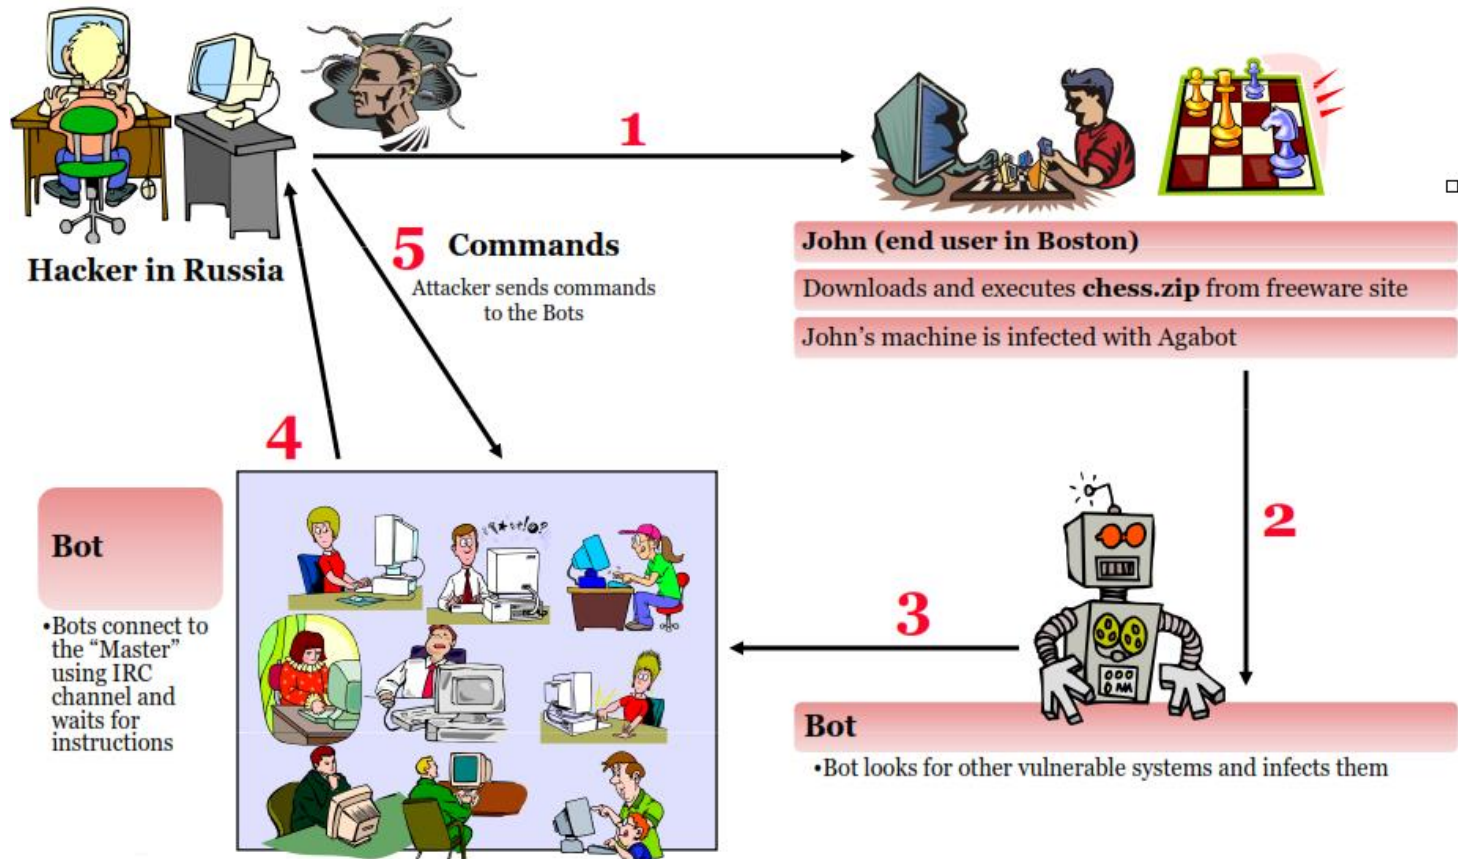 1
Hacker in Russia
5 Commands
Attacker sends commands
to the Bots
John (end user in Boston)
Downloads and executes chess.zip from freeware site
John's machine is infected with Agabot
2
Bot
•Bot looks for other vulnerable systems and infects them
3
4
Bot
•Bots connect to
the “Master”
using IRC
channel and
waits for
instructions